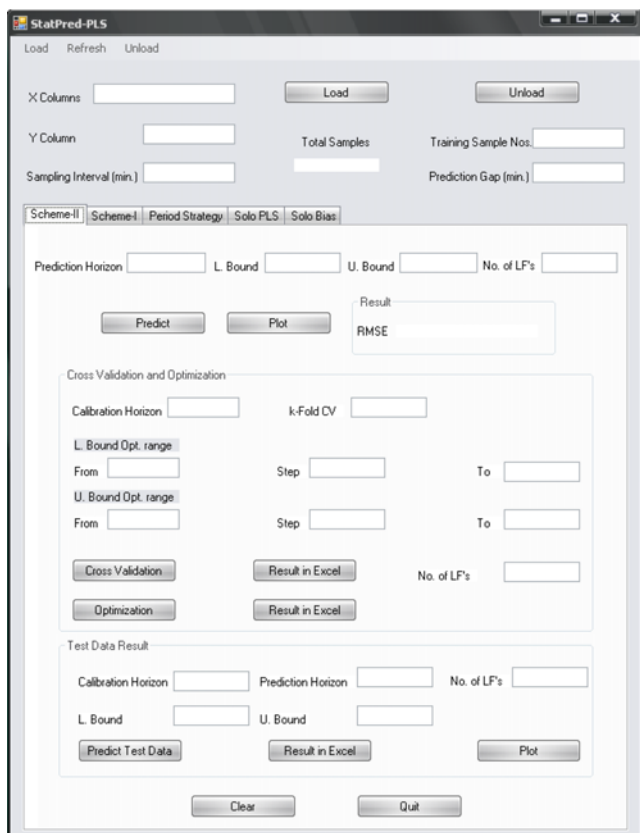 StatPred-PLS
Load Refresh Unload
X Columns Load Unload
Y Column Total Samples Training Sample Nos.
Sampling Interval (min.) Prediction Gap (min.)
Scheme-II Scheme-I Period Strategy Solo PLS Solo Bias
Prediction Horizon L. Bound U. Bound No. of LF's
Result
Predict Plot RMSE
Cross Validation and Optimization
Calibration Horizon k-Fold CV
L. Bound Opt. range
From Step To
U. Bound Opt. range
From Step To
Cross Validation Result in Excel No. of LF's
Optimization Result in Excel
Test Data Result
Calibration Horizon Prediction Horizon No. of LF's
L. Bound U. Bound
Predict Test Data Result in Excel Plot
Clear Quit